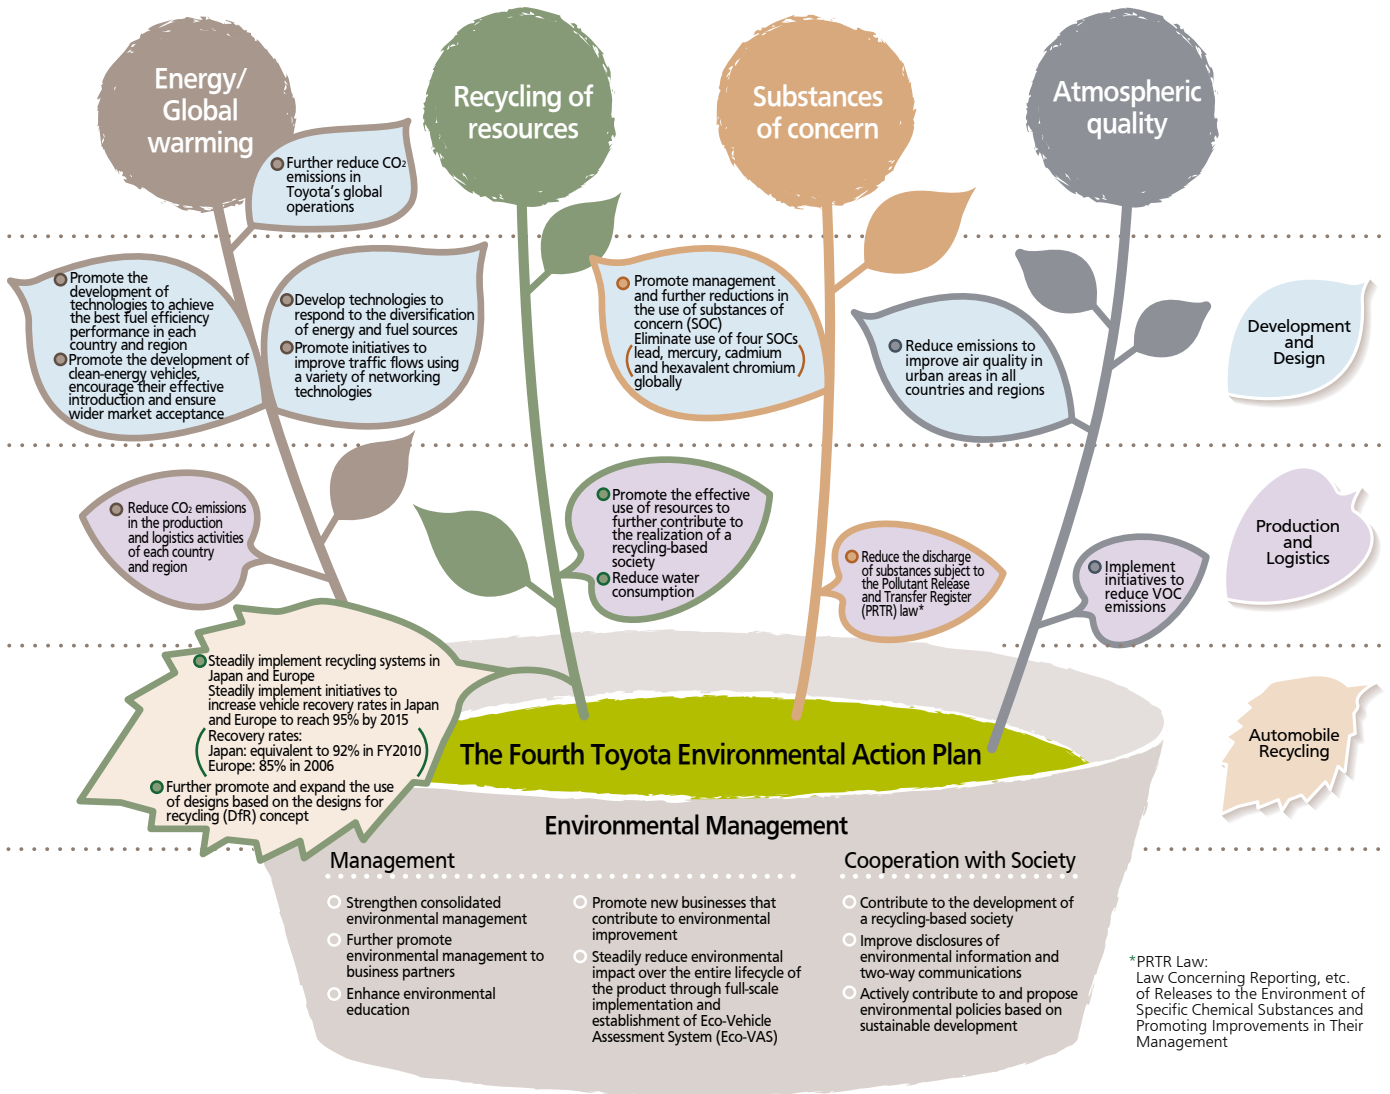 Energy/
Global
warming
Recycling of
resources
Substances
of concern
Atmospheric
quality
Further reduce CO2
emissions in
Toyota's global
operations
Promote the
development of
technologies to achieve
the best fuel efficiency
performance in each
country and region
Promote the development of
clean-energy vehicles,
encourage their effective
introduction and ensure
wider market acceptance
Develop technologies to
respond to the diversification
of energy and fuel sources
Promote initiatives to
improve traffic flows using
a variety of networking
technologies
Promote management
and further reductions in
the use of substances of
concern (SOC)
Eliminate use of four SOCs
(lead, mercury, cadmium
and hexavalent chromium)
globally
Reduce emissions to
improve air quality in
urban areas in all
countries and regions
Development
and
Design
Reduce CO2 emissions
in the production
and logistics activities
of each country
and region
Promote the effective
use of resources to
further contribute to
the realization of a
recycling-based
society
Reduce water
consumption
Reduce the discharge
of substances subject to
the Pollutant Release
and Transfer Register
(PRTR) law*
Implement
initiatives to
reduce VOC
emissions
Production
and
Logistics
Steadily implement recycling systems in
Japan and Europe
Steadily implement initiatives to
increase vehicle recovery rates in Japan
and Europe to reach 95% by 2015
(Recovery rates:
Japan: equivalent to 92% in FY2010
Europe: 85% in 2006)
Further promote and expand the use
of designs based on the designs for
recycling (DfR) concept
Automobile
Recycling
The Fourth Toyota Environmental Action Plan
Environmental Management
Management
Strengthen consolidated
environmental management
Further promote
environmental management to
business partners
Enhance environmental
education
Promote new businesses that
contribute to environmental
improvement
Steadily reduce environmental
impact over the entire lifecycle of
the product through full-scale
implementation and
establishment of Eco-Vehicle
Assessment System (Eco-VAS)
Cooperation with Society
Contribute to the development of
a recycling-based society
Improve disclosures of
environmental information and
two-way communications
Actively contribute to and propose
environmental policies based on
sustainable development
*PRTR Law:
Law Concerning Reporting, etc.
of Releases to the Environment of
Specific Chemical Substances and
Promoting Improvements in Their
Management